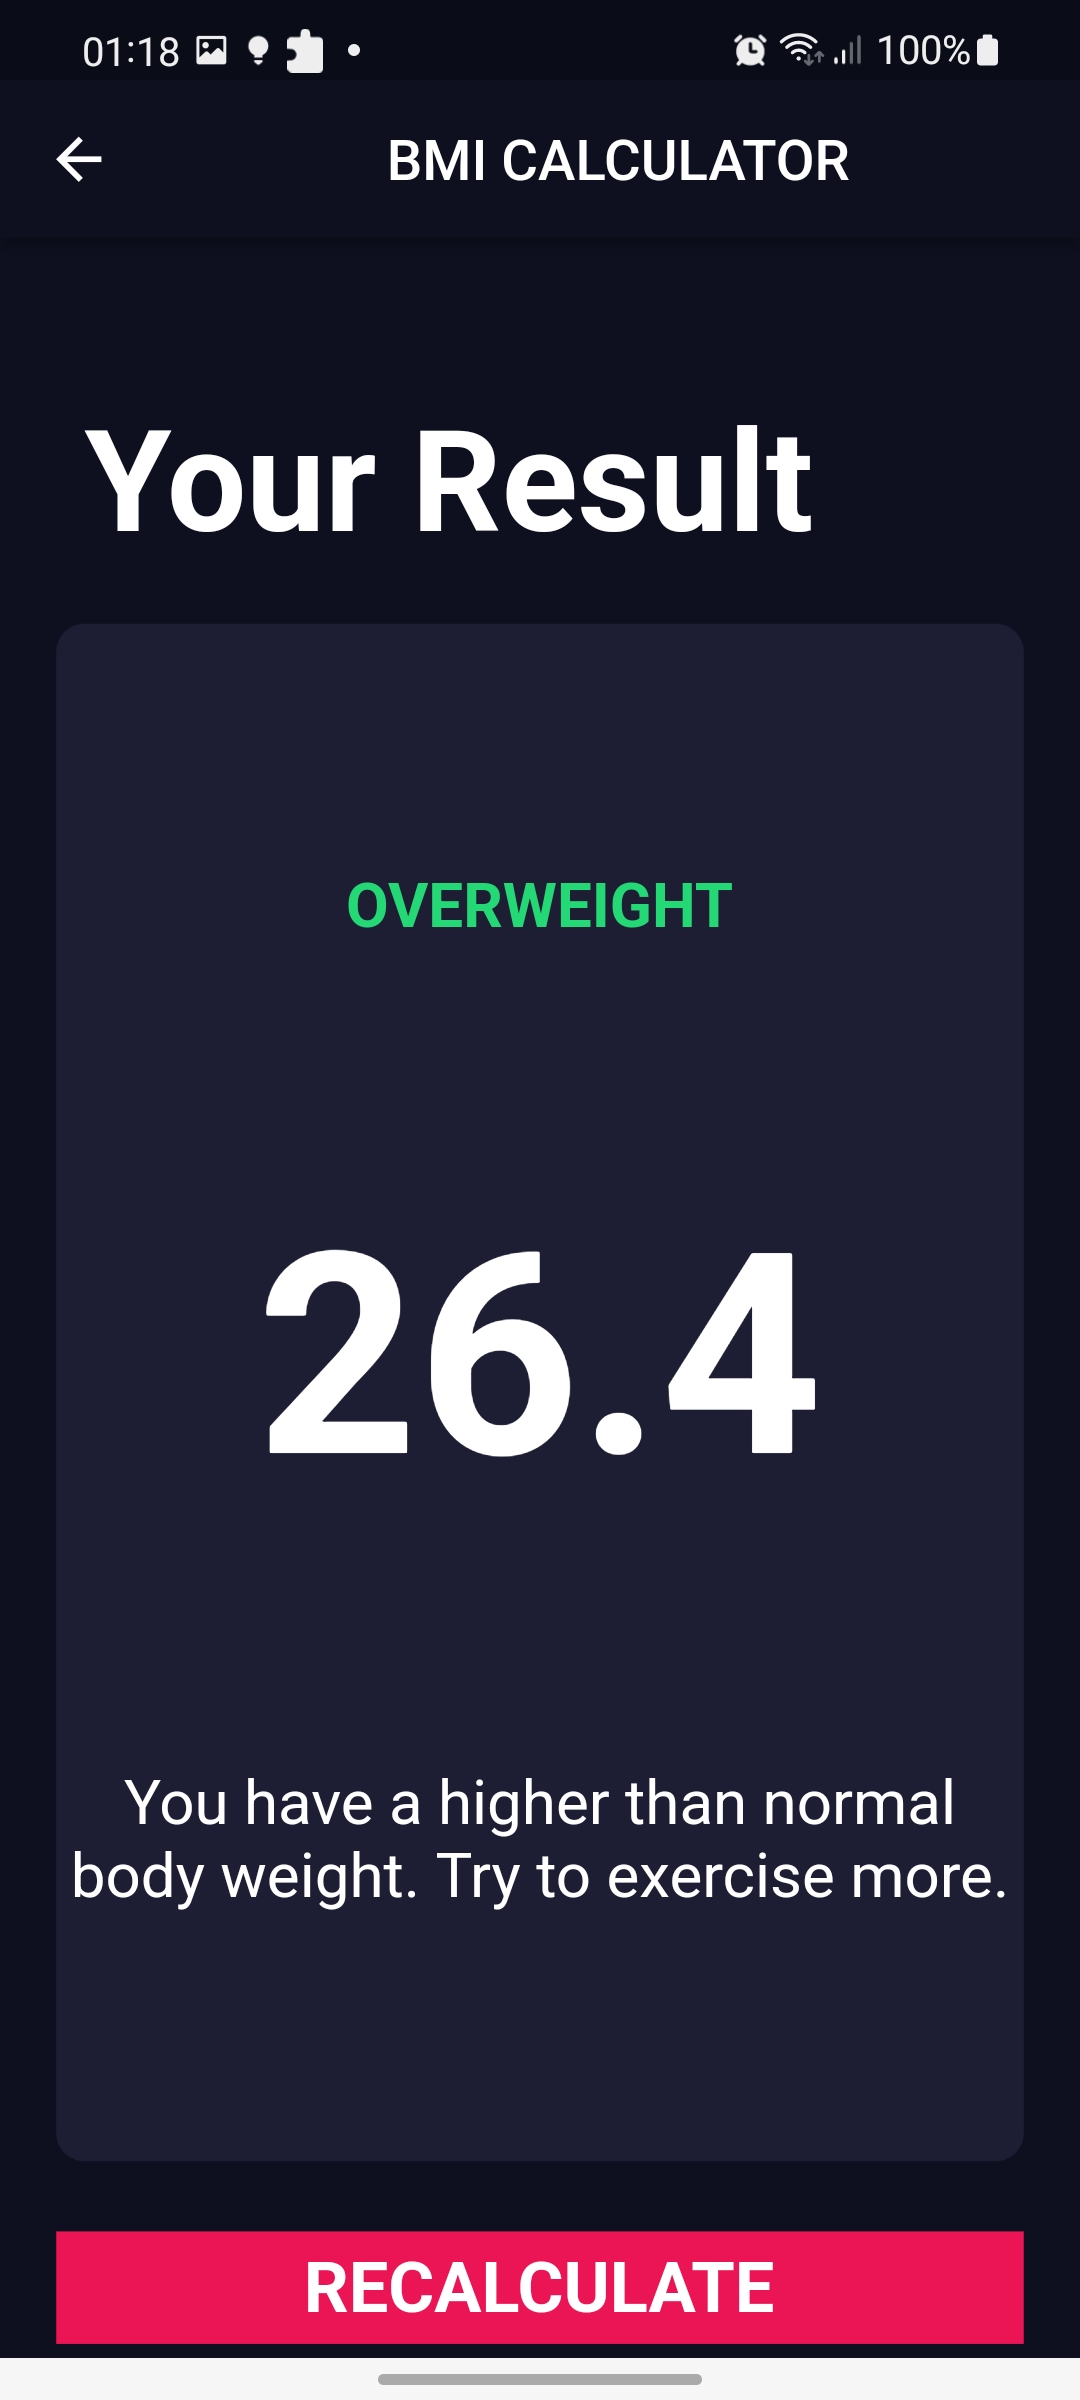 01:18
100%
BMI CALCULATOR
Your Result
OVERWEIGHT
26.4
You have a higher than normal
body weight. Try to exercise more.
RECALCULATE